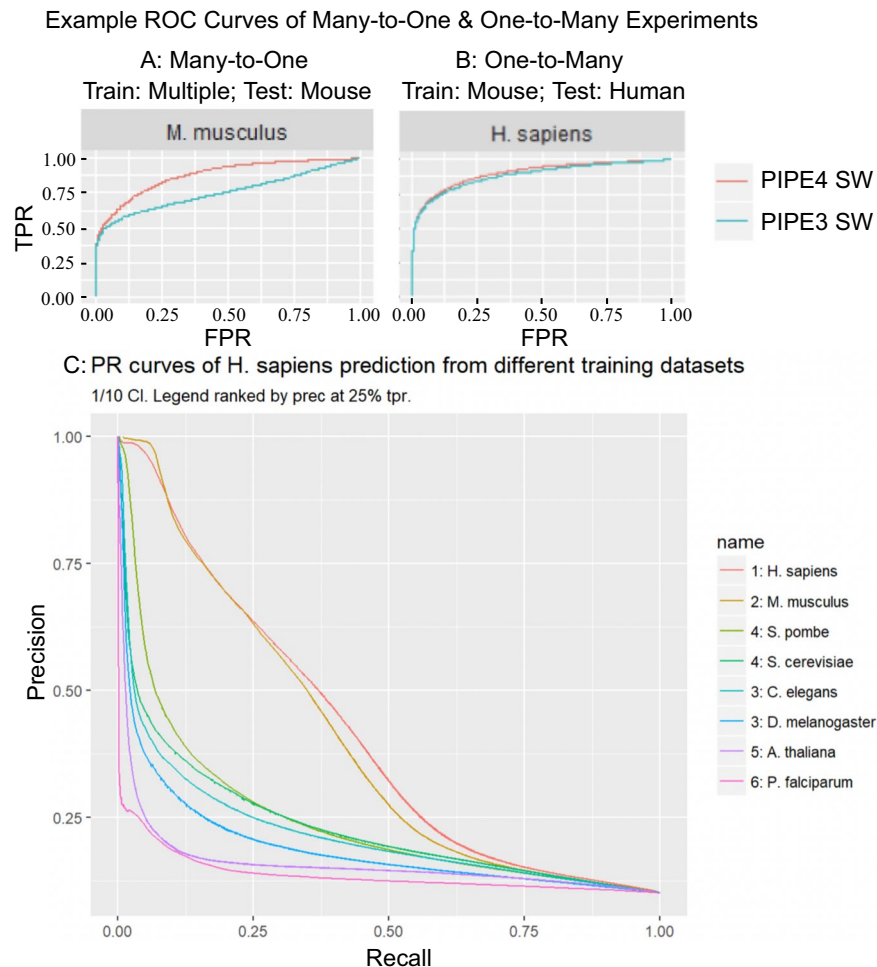 Example ROC Curves of Many-to-One & One-to-Many Experiments
A: Many-to-One
Train: Multiple; Test: Mouse
B: One-to-Many
Train: Mouse; Test: Human
M. musculus
H. sapiens
1.00
0.75
0.50
0.25
0.00
TPR
0.00 0.25 0.50 0.75 1.00
FPR
0.00 0.25 0.50 0.75 1.00
FPR
PIPE4 SW
PIPE3 SW
C: PR curves of H. sapiens prediction from different training datasets
1/10 CI. Legend ranked by prec at 25% tpr.
1.00
0.75
0.50
0.25
Precision
0.00 0.25 0.50 0.75 1.00
Recall
name
1: H. sapiens
2: M. musculus
4: S. pombe
4: S. cerevisiae
3: C. elegans
3: D. melanogaster
5: A. thaliana
6: P. falciparum